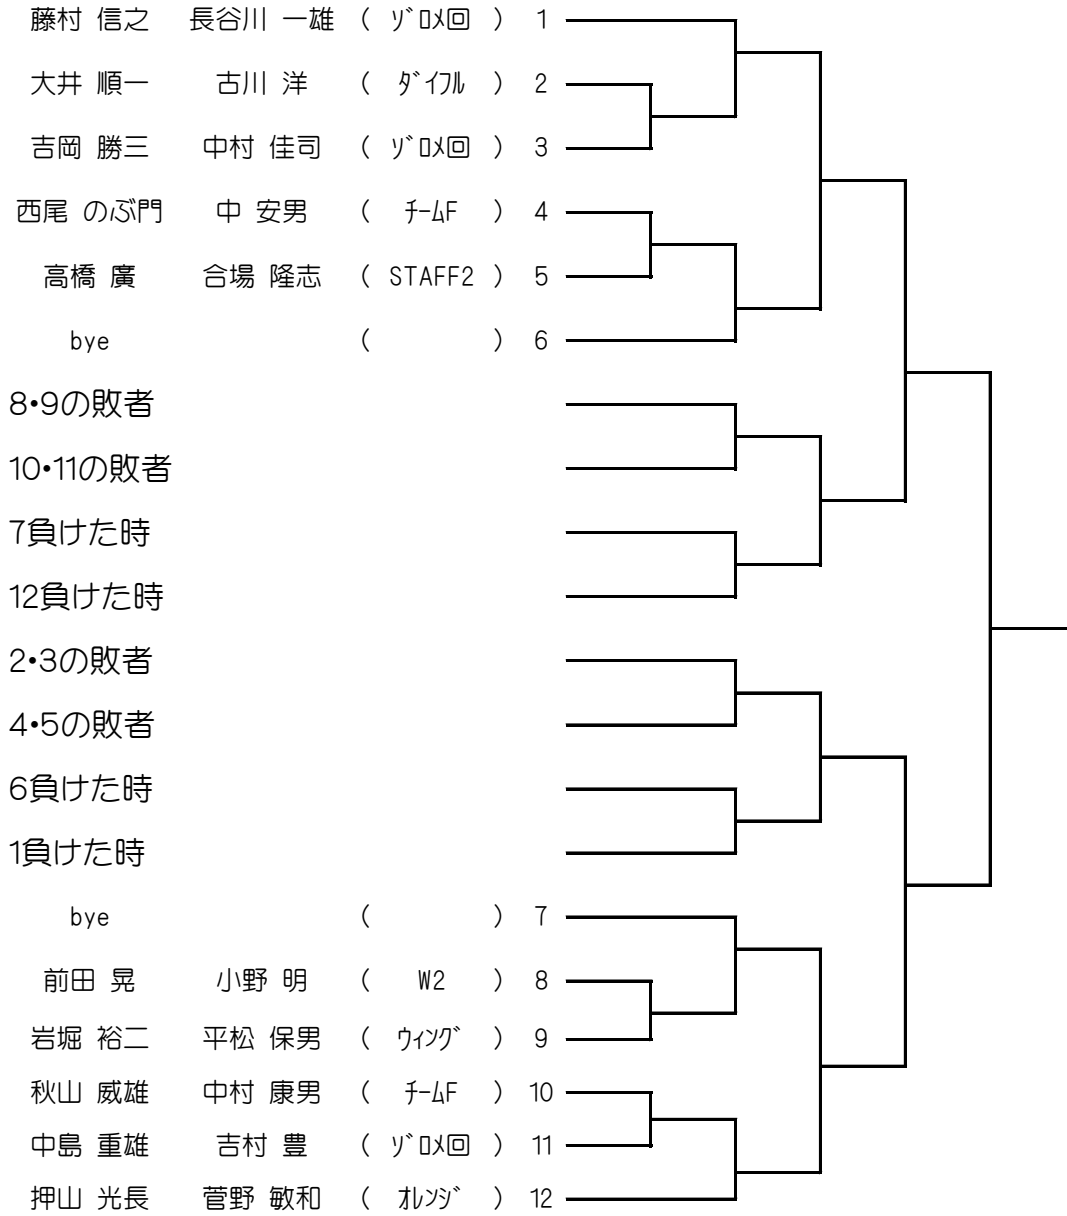 藤村 信之 長谷川 一雄 ( ｿﾞﾛﾒ回 ) 1
大井 順一 古川 洋 ( ﾀﾞｲﾌﾙ ) 2
吉岡 勝三 中村 佳司 ( ｿﾞﾛﾒ回 ) 3
西尾 のぶ門 中 安男 ( ﾁｰﾑF ) 4
高橋 廣 合場 隆志 ( STAFF2 ) 5
bye ( ) 6
8・9の敗者
10・11の敗者
7負けた時
12負けた時
2・3の敗者
4・5の敗者
6負けた時
1負けた時
bye ( ) 7
前田 晃 小野 明 ( W2 ) 8
岩堀 裕二 平松 保男 ( ｳｨﾝｸﾞ ) 9
秋山 威雄 中村 康男 ( ﾁｰﾑF ) 10
中島 重雄 吉村 豊 ( ｿﾞﾛﾒ回 ) 11
押山 光長 菅野 敏和 ( ｵﾚﾝｼﾞ ) 12